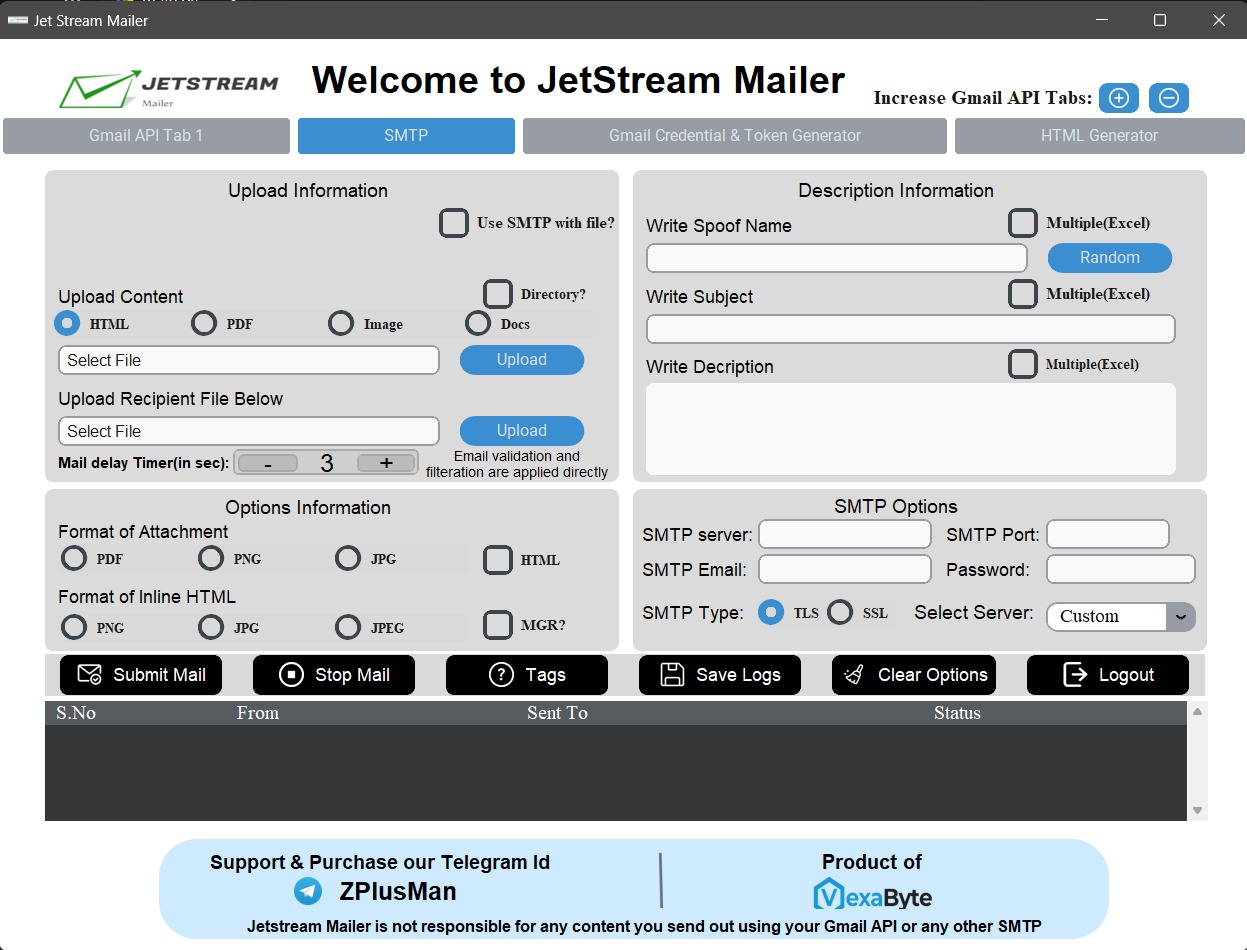 Jet Stream Mailer
JETSTREAM
Mailer
Welcome to JetStream Mailer
Increase Gmail API Tabs:
Gmail API Tab 1
SMTP
Gmail Credential & Token Generator
HTML Generator
Upload Information
Use SMTP with file?
Upload Content
Directory?
HTML
PDF
Image
Docs
Select File
Upload
Upload Recipient File Below
Select File
Upload
Mail delay Timer(in sec):
-
3
+
Email validation and
filteration are applied directly
Description Information
Write Spoof Name
Multiple(Excel)
Random
Write Subject
Multiple(Excel)
Write Decription
Multiple(Excel)
Options Information
Format of Attachment
PDF
PNG
JPG
HTML
Format of Inline HTML
PNG
JPG
JPEG
MGR?
SMTP Options
SMTP server:
SMTP Port:
SMTP Email:
Password:
SMTP Type:
TLS
SSL
Select Server:
Custom
Submit Mail
Stop Mail
Tags
Save Logs
Clear Options
Logout
S.No
From
Sent To
Status
Support & Purchase our Telegram Id
ZPlusMan
Product of
VexaByte
Jetstream Mailer is not responsible for any content you send out using your Gmail API or any other SMTP